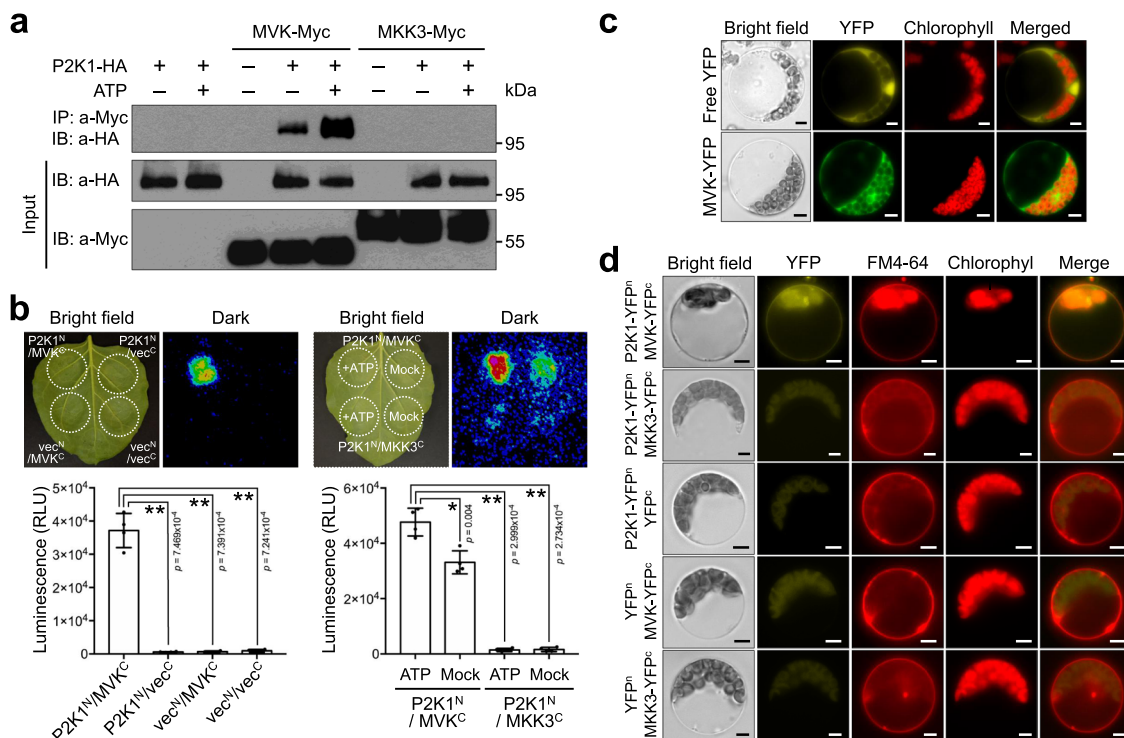 a
MVK-Myc MKK3-Myc
P2K1-HA + + – + + – + +
ATP + + + kDa
IP: a-Myc
IB: a-HA
95
Input
IB: a-HA
95
IB: a-Myc
55
b
Bright field Dark
P2K1ᴺ/MVKᶜ P2K1ᴺ/vecᶜ
vecᴺ/MVKᶜ vecᴺ/vecᶜ
Luminescence (RLU)
5×10⁴
4×10⁴
3×10⁴
2×10⁴
1×10⁴
0
** ** **
p = 7.469x10⁻⁴
p = 7.391x10⁻⁴
p = 7.241x10⁻⁴
P2K1ᴺ/MVKᶜ
P2K1ᴺ/vecᶜ
vecᴺ/MVKᶜ
vecᴺ/vecᶜ
Bright field Dark
P2K1ᴺ/MVKᶜ
+ATP Mock
+ATP Mock
P2K1ᴺ/MKK3ᶜ
Luminescence (RLU)
6×10⁴
4×10⁴
2×10⁴
0
* ** **
p = 0.004
p = 2.999x10⁻⁴
p = 2.734x10⁻⁴
ATP Mock ATP Mock
P2K1ᴺ P2K1ᴺ
/ MVKᶜ / MKK3ᶜ
c
Bright field YFP Chlorophyll Merged
Free YFP
MVK-YFP
d
Bright field YFP FM4-64 Chlorophyl Merge
P2K1-YFPⁿ
MVK-YFPᶜ
P2K1-YFPⁿ
MKK3-YFPᶜ
P2K1-YFPⁿ
YFPᶜ
YFPⁿ
MVK-YFPᶜ
YFPⁿ
MKK3-YFPᶜ